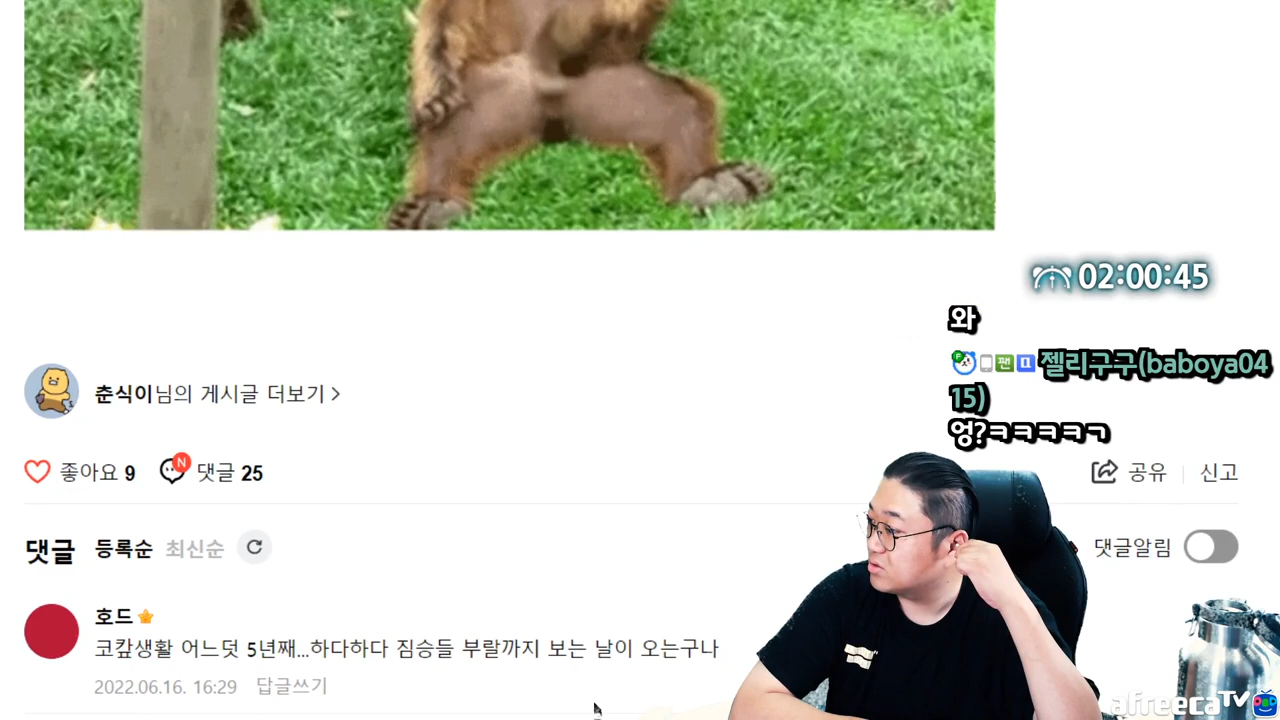 02:00:45
와
팬
젤리구구(baboya04
15)
엉?ㅋㅋㅋㅋㄱ
춘식이님의 게시글 더보기 >
좋아요 9 N 댓글 25
공유 신고
댓글 등록순 최신순
댓글알림
호드
코캎생활 어느덧 5년째...하다하다 짐승들 부랄까지 보는 날이 오는구나
2022.06.16. 16:29 답글쓰기
afreecaTV